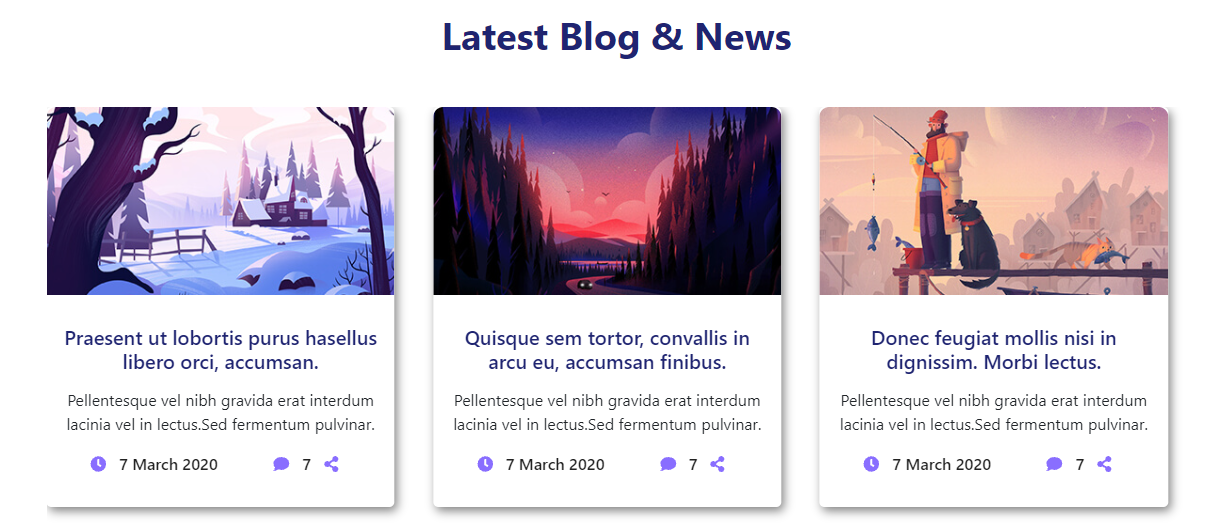 Latest Blog & News
Praesent ut lobortis purus hasellus
libero orci, accumsan.
Pellentesque vel nibh gravida erat interdum
lacinia vel in lectus.Sed fermentum pulvinar.
7 March 2020 7
Quisque sem tortor, convallis in
arcu eu, accumsan finibus.
Pellentesque vel nibh gravida erat interdum
lacinia vel in lectus.Sed fermentum pulvinar.
7 March 2020 7
Donec feugiat mollis nisi in
dignissim. Morbi lectus.
Pellentesque vel nibh gravida erat interdum
lacinia vel in lectus.Sed fermentum pulvinar.
7 March 2020 7